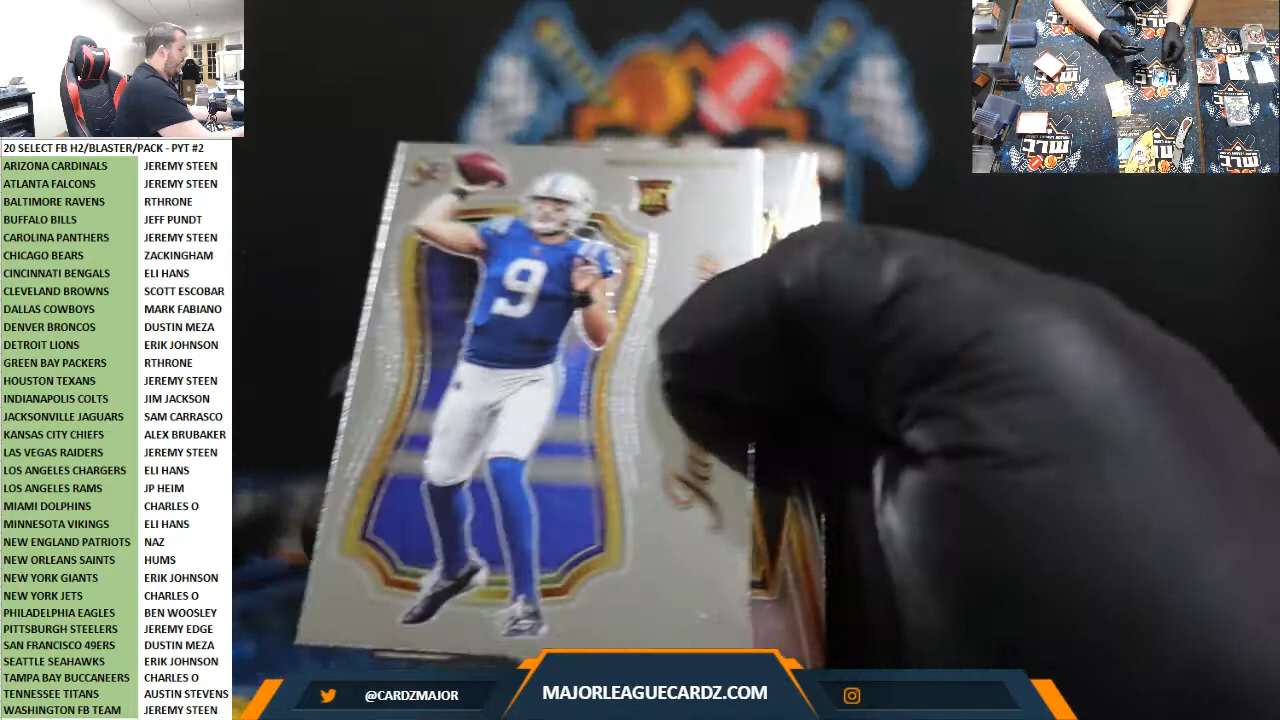 20 SELECT FB H2/BLASTER/PACK - PYT #2
ARIZONA CARDINALS JEREMY STEEN
ATLANTA FALCONS JEREMY STEEN
BALTIMORE RAVENS RTHRONE
BUFFALO BILLS JEFF PUNDT
CAROLINA PANTHERS JEREMY STEEN
CHICAGO BEARS ZACKINGHAM
CINCINNATI BENGALS ELI HANS
CLEVELAND BROWNS SCOTT ESCOBAR
DALLAS COWBOYS MARK FABIANO
DENVER BRONCOS DUSTIN MEZA
DETROIT LIONS ERIK JOHNSON
GREEN BAY PACKERS RTHRONE
HOUSTON TEXANS JEREMY STEEN
INDIANAPOLIS COLTS JIM JACKSON
JACKSONVILLE JAGUARS SAM CARRASCO
KANSAS CITY CHIEFS ALEX BRUBAKER
LAS VEGAS RAIDERS JEREMY STEEN
LOS ANGELES CHARGERS ELI HANS
LOS ANGELES RAMS JP HEIM
MIAMI DOLPHINS CHARLES O
MINNESOTA VIKINGS ELI HANS
NEW ENGLAND PATRIOTS NAZ
NEW ORLEANS SAINTS HUMS
NEW YORK GIANTS ERIK JOHNSON
NEW YORK JETS CHARLES O
PHILADELPHIA EAGLES BEN WOOSLEY
PITTSBURGH STEELERS JEREMY EDGE
SAN FRANCISCO 49ERS DUSTIN MEZA
SEATTLE SEAHAWKS ERIK JOHNSON
TAMPA BAY BUCCANEERS CHARLES O
TENNESSEE TITANS AUSTIN STEVENS
WASHINGTON FB TEAM JEREMY STEEN
9
MLC
MLC
MLC
@CARDZMAJOR
MAJORLEAGUECARDZ.COM